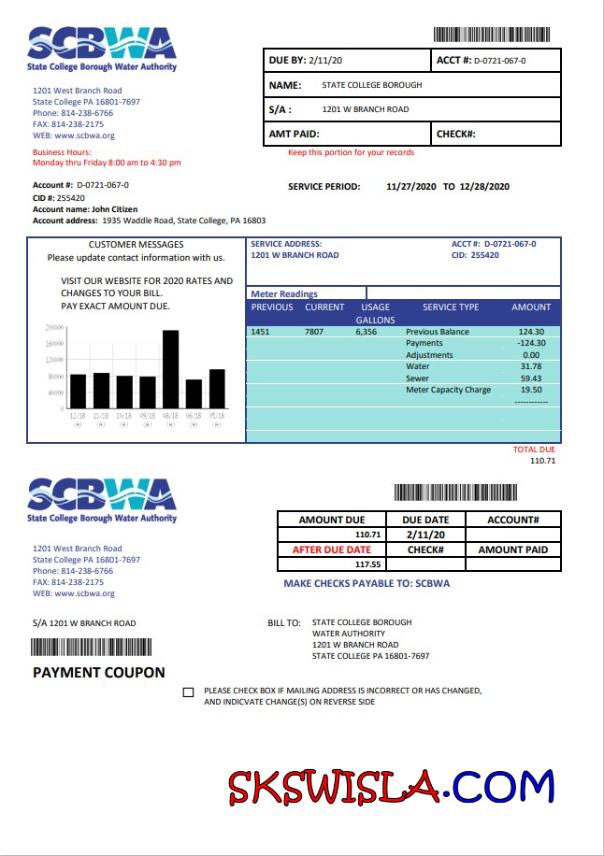 SCBWA
State College Borough Water Authority
1201 West Branch Road
State College PA 16801-7697
Phone: 814-238-6766
FAX: 814-238-2175
WEB: www.scbwa.org
Business Hours:
Monday thru Friday 8:00 am to 4:30 pm
DUE BY: 2/11/20 ACCT #: D-0721-067-0
NAME: STATE COLLEGE BOROUGH
S/A : 1201 W BRANCH ROAD
AMT PAID: CHECK#:
Keep this portion for your records
Account #: D-0721-067-0
CID #: 255420
Account name: John Citizen
Account address: 1935 Waddle Road, State College, PA 16803
SERVICE PERIOD: 11/27/2020 TO 12/28/2020
CUSTOMER MESSAGES
Please update contact information with us.
VISIT OUR WEBSITE FOR 2020 RATES AND
CHANGES TO YOUR BILL.
PAY EXACT AMOUNT DUE.
200000
160000
120000
80000
40000
0
12/18 11/18 10/18 09/18 08/18 06/18 05/18
SERVICE ADDRESS: ACCT #: D-0721-067-0
1201 W BRANCH ROAD CID: 255420
Meter Readings
PREVIOUS CURRENT USAGE SERVICE TYPE AMOUNT
GALLONS
1451 7807 6,356 Previous Balance 124.30
Payments -124.30
Adjustments 0.00
Water 31.78
Sewer 59.43
Meter Capacity Charge 19.50
------------
TOTAL DUE
110.71
SCBWA
State College Borough Water Authority
1201 West Branch Road
State College PA 16801-7697
Phone: 814-238-6766
FAX: 814-238-2175
WEB: www.scbwa.org
AMOUNT DUE DUE DATE ACCOUNT#
110.71 2/11/20
AFTER DUE DATE CHECK# AMOUNT PAID
117.55
MAKE CHECKS PAYABLE TO: SCBWA
S/A 1201 W BRANCH ROAD
BILL TO: STATE COLLEGE BOROUGH
WATER AUTHORITY
1201 W BRANCH ROAD
STATE COLLEGE PA 16801-7697
PAYMENT COUPON
PLEASE CHECK BOX IF MAILING ADDRESS IS INCORRECT OR HAS CHANGED,
AND INDICVATE CHANGE(S) ON REVERSE SIDE
SKSWISLA.COM